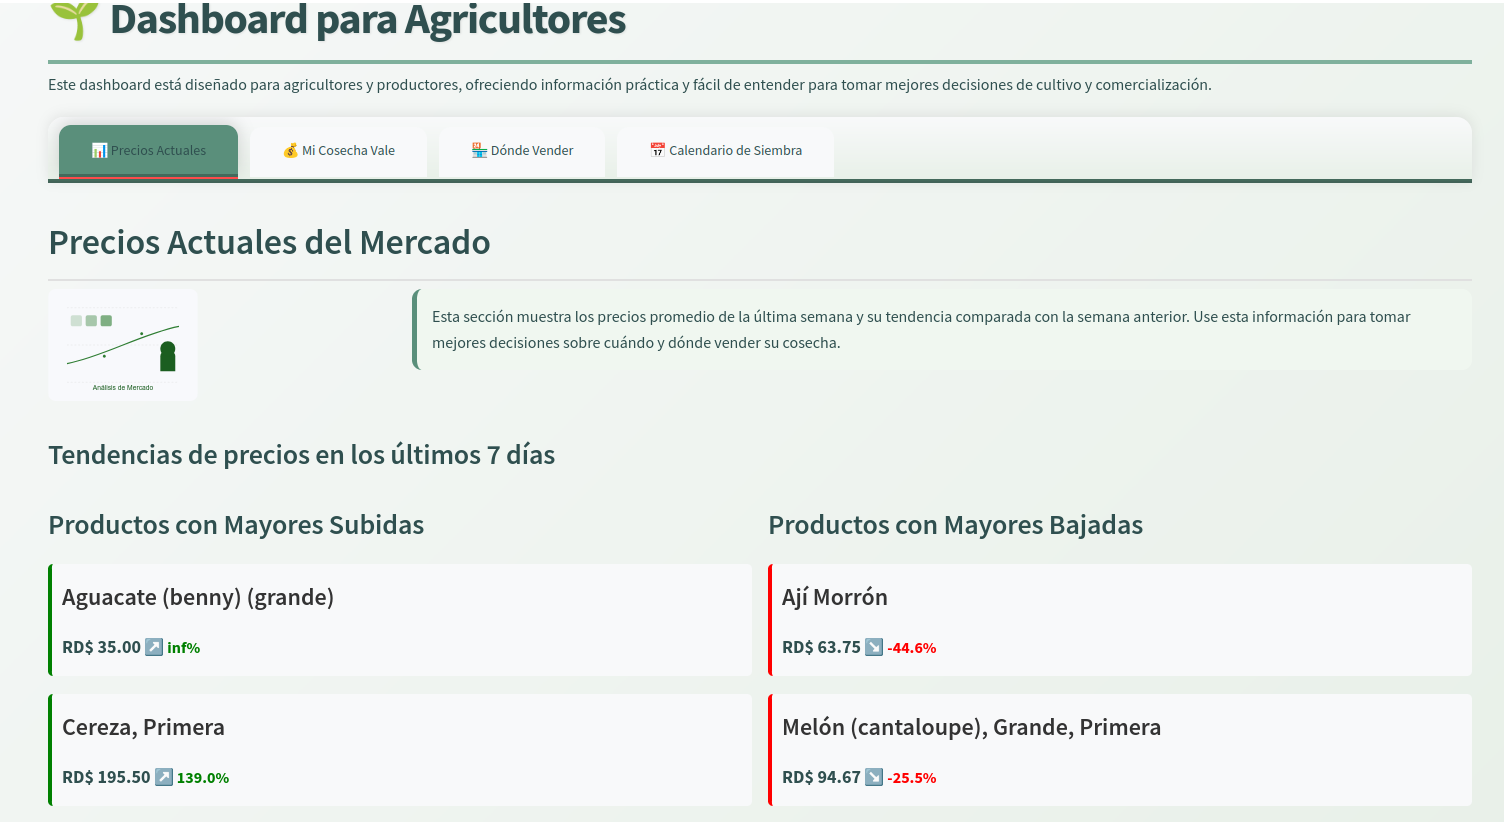 🌱 Dashboard para Agricultores
Este dashboard está diseñado para agricultores y productores, ofreciendo información práctica y fácil de entender para tomar mejores decisiones de cultivo y comercialización.
📊 Precios Actuales
💰 Mi Cosecha Vale
🏪 Dónde Vender
📅 Calendario de Siembra
Precios Actuales del Mercado
Análisis de Mercado
Esta sección muestra los precios promedio de la última semana y su tendencia comparada con la semana anterior. Use esta información para tomar
mejores decisiones sobre cuándo y dónde vender su cosecha.
Tendencias de precios en los últimos 7 días
Productos con Mayores Subidas
Aguacate (benny) (grande)
RD$ 35.00 ↗️ inf%
Cereza, Primera
RD$ 195.50 ↗️ 139.0%
Productos con Mayores Bajadas
Ají Morrón
RD$ 63.75 ↘️ -44.6%
Melón (cantaloupe), Grande, Primera
RD$ 94.67 ↘️ -25.5%